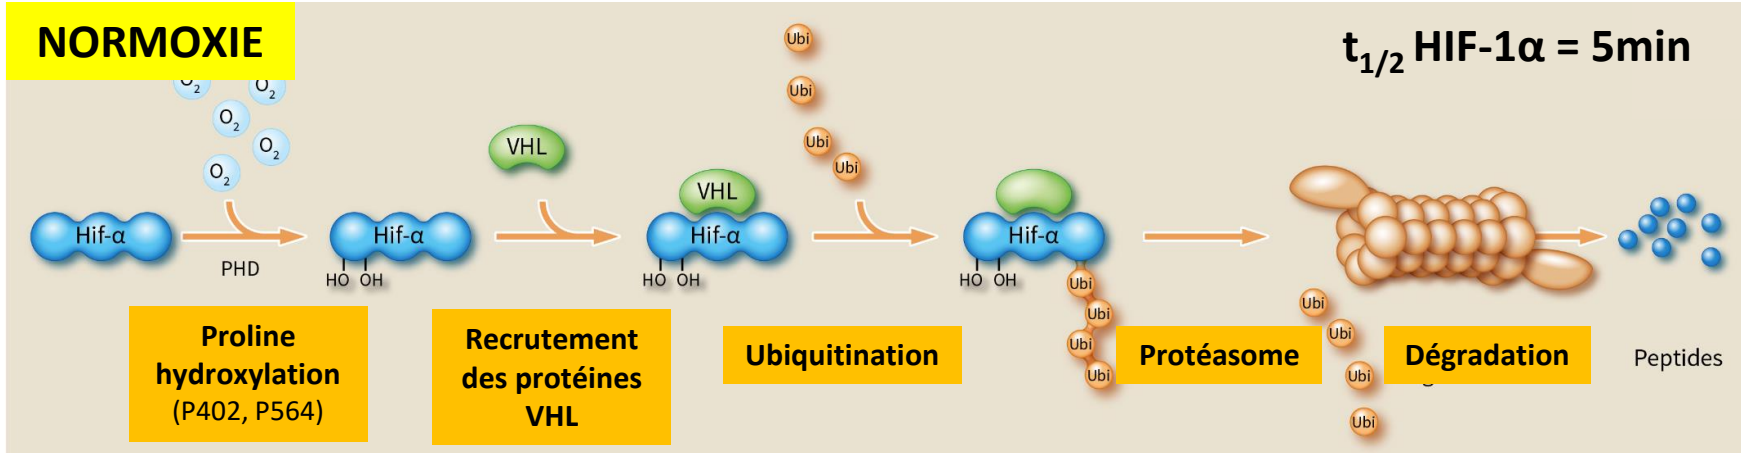 NORMOXIE
t1/2 HIF-1α = 5min
O2
O2
O2
O2
O2
Hif-α
PHD
Hif-α
HO OH
VHL
VHL
Hif-α
HO OH
Ubi
Ubi
Ubi
Ubi
Hif-α
HO OH
Ubi
Ubi
Ubi
Ubi
Ubi
Ubi
Ubi
Ubi
Peptides
Proline
hydroxylation
(P402, P564)
Recrutement
des protéines
VHL
Ubiquitination
Protéasome
Dégradation